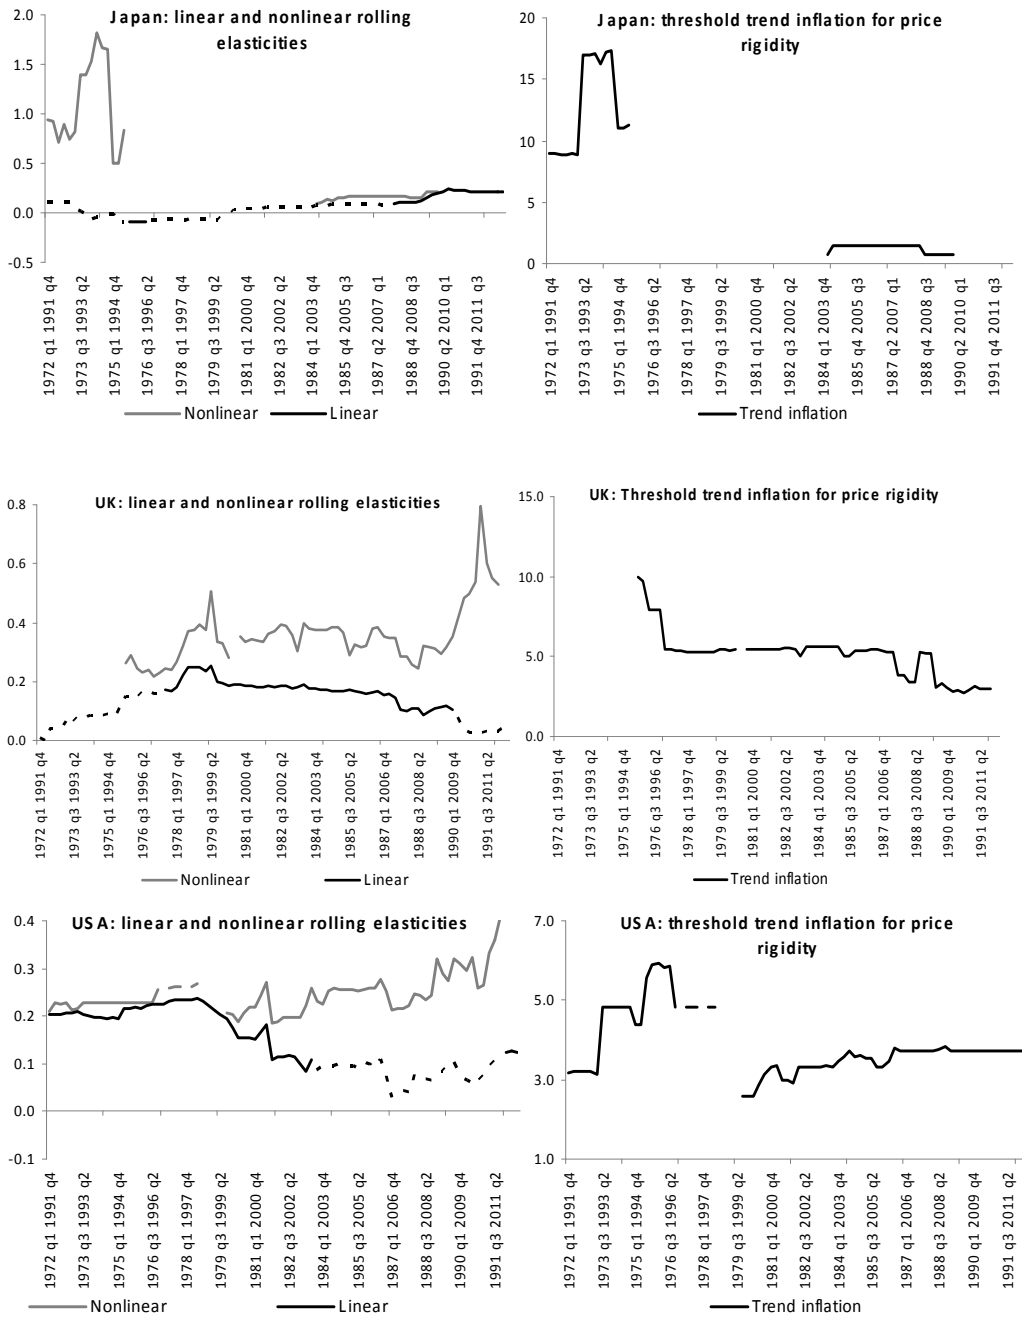 Japan: linear and nonlinear rolling
elasticities
2.0
1.5
1.0
0.5
0.0
-0.5
1972 q1 1991 q4
1973 q3 1993 q2
1975 q1 1994 q4
1976 q3 1996 q2
1978 q1 1997 q4
1979 q3 1999 q2
1981 q1 2000 q4
1982 q3 2002 q2
1984 q1 2003 q4
1985 q4 2005 q3
1987 q2 2007 q1
1988 q4 2008 q3
1990 q2 2010 q1
1991 q4 2011 q3
Nonlinear
Linear
Japan: threshold trend inflation for price
rigidity
20
15
10
5
0
1972 q1 1991 q4
1973 q3 1993 q2
1975 q1 1994 q4
1976 q3 1996 q2
1978 q1 1997 q4
1979 q3 1999 q2
1981 q1 2000 q4
1982 q3 2002 q2
1984 q1 2003 q4
1985 q4 2005 q3
1987 q2 2007 q1
1988 q4 2008 q3
1990 q2 2010 q1
1991 q4 2011 q3
Trend inflation
UK: linear and nonlinear rolling elasticities
0.8
0.6
0.4
0.2
0.0
1972 q1 1991 q4
1973 q3 1993 q2
1975 q1 1994 q4
1976 q3 1996 q2
1978 q1 1997 q4
1979 q3 1999 q2
1981 q1 2000 q4
1982 q3 2002 q2
1984 q1 2003 q4
1985 q3 2005 q2
1987 q1 2006 q4
1988 q3 2008 q2
1990 q1 2009 q4
1991 q3 2011 q2
Nonlinear
Linear
UK: Threshold trend inflation for price rigidity
15.0
10.0
5.0
0.0
1972 q1 1991 q4
1973 q3 1993 q2
1975 q1 1994 q4
1976 q3 1996 q2
1978 q1 1997 q4
1979 q3 1999 q2
1981 q1 2000 q4
1982 q3 2002 q2
1984 q1 2003 q4
1985 q3 2005 q2
1987 q1 2006 q4
1988 q3 2008 q2
1990 q1 2009 q4
1991 q3 2011 q2
Trend inflation
USA: linear and nonlinear rolling elasticities
0.4
0.3
0.2
0.1
0.0
-0.1
1972 q1 1991 q4
1973 q3 1993 q2
1975 q1 1994 q4
1976 q3 1996 q2
1978 q1 1997 q4
1979 q3 1999 q2
1981 q1 2000 q4
1982 q3 2002 q2
1984 q1 2003 q4
1985 q3 2005 q2
1987 q1 2006 q4
1988 q3 2008 q2
1990 q1 2009 q4
1991 q3 2011 q2
Nonlinear
Linear
USA: threshold trend inflation for price
rigidity
7.0
5.0
3.0
1.0
1972 q1 1991 q4
1973 q3 1993 q2
1975 q1 1994 q4
1976 q3 1996 q2
1978 q1 1997 q4
1979 q3 1999 q2
1981 q1 2000 q4
1982 q3 2002 q2
1984 q1 2003 q4
1985 q3 2005 q2
1987 q1 2006 q4
1988 q3 2008 q2
1990 q1 2009 q4
1991 q3 2011 q2
Trend inflation